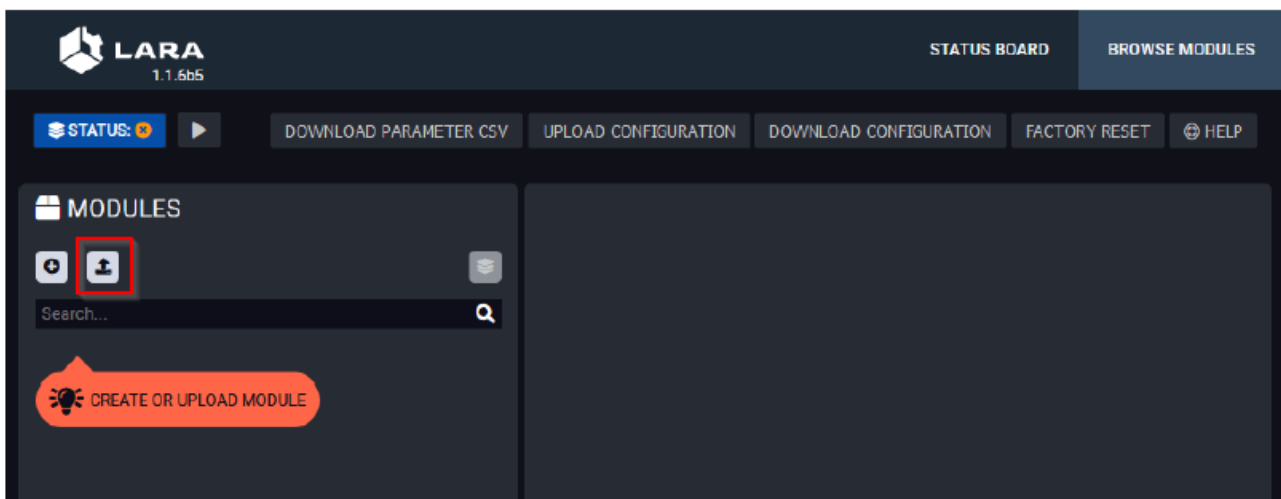 LARA
1.1.6b5
STATUS BOARD
BROWSE MODULES
STATUS:
DOWNLOAD PARAMETER CSV
UPLOAD CONFIGURATION
DOWNLOAD CONFIGURATION
FACTORY RESET
HELP
MODULES
Search...
CREATE OR UPLOAD MODULE